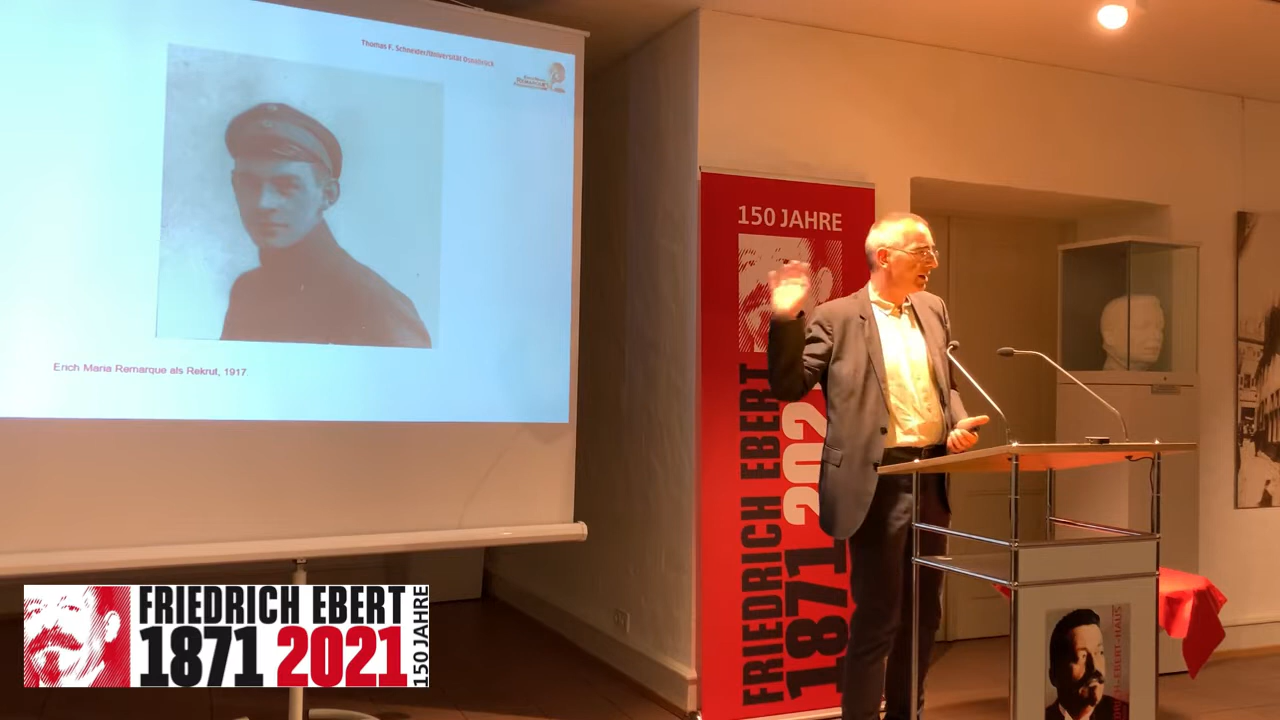 Thomas F. Schneider/Universität Osnabrück
Erich Maria Remarque als Rekrut, 1917.
150 JAHRE
FRIEDRICH EBERT
1871 202
FRIEDRICH EBERT
1871 2021
150 JAHRE